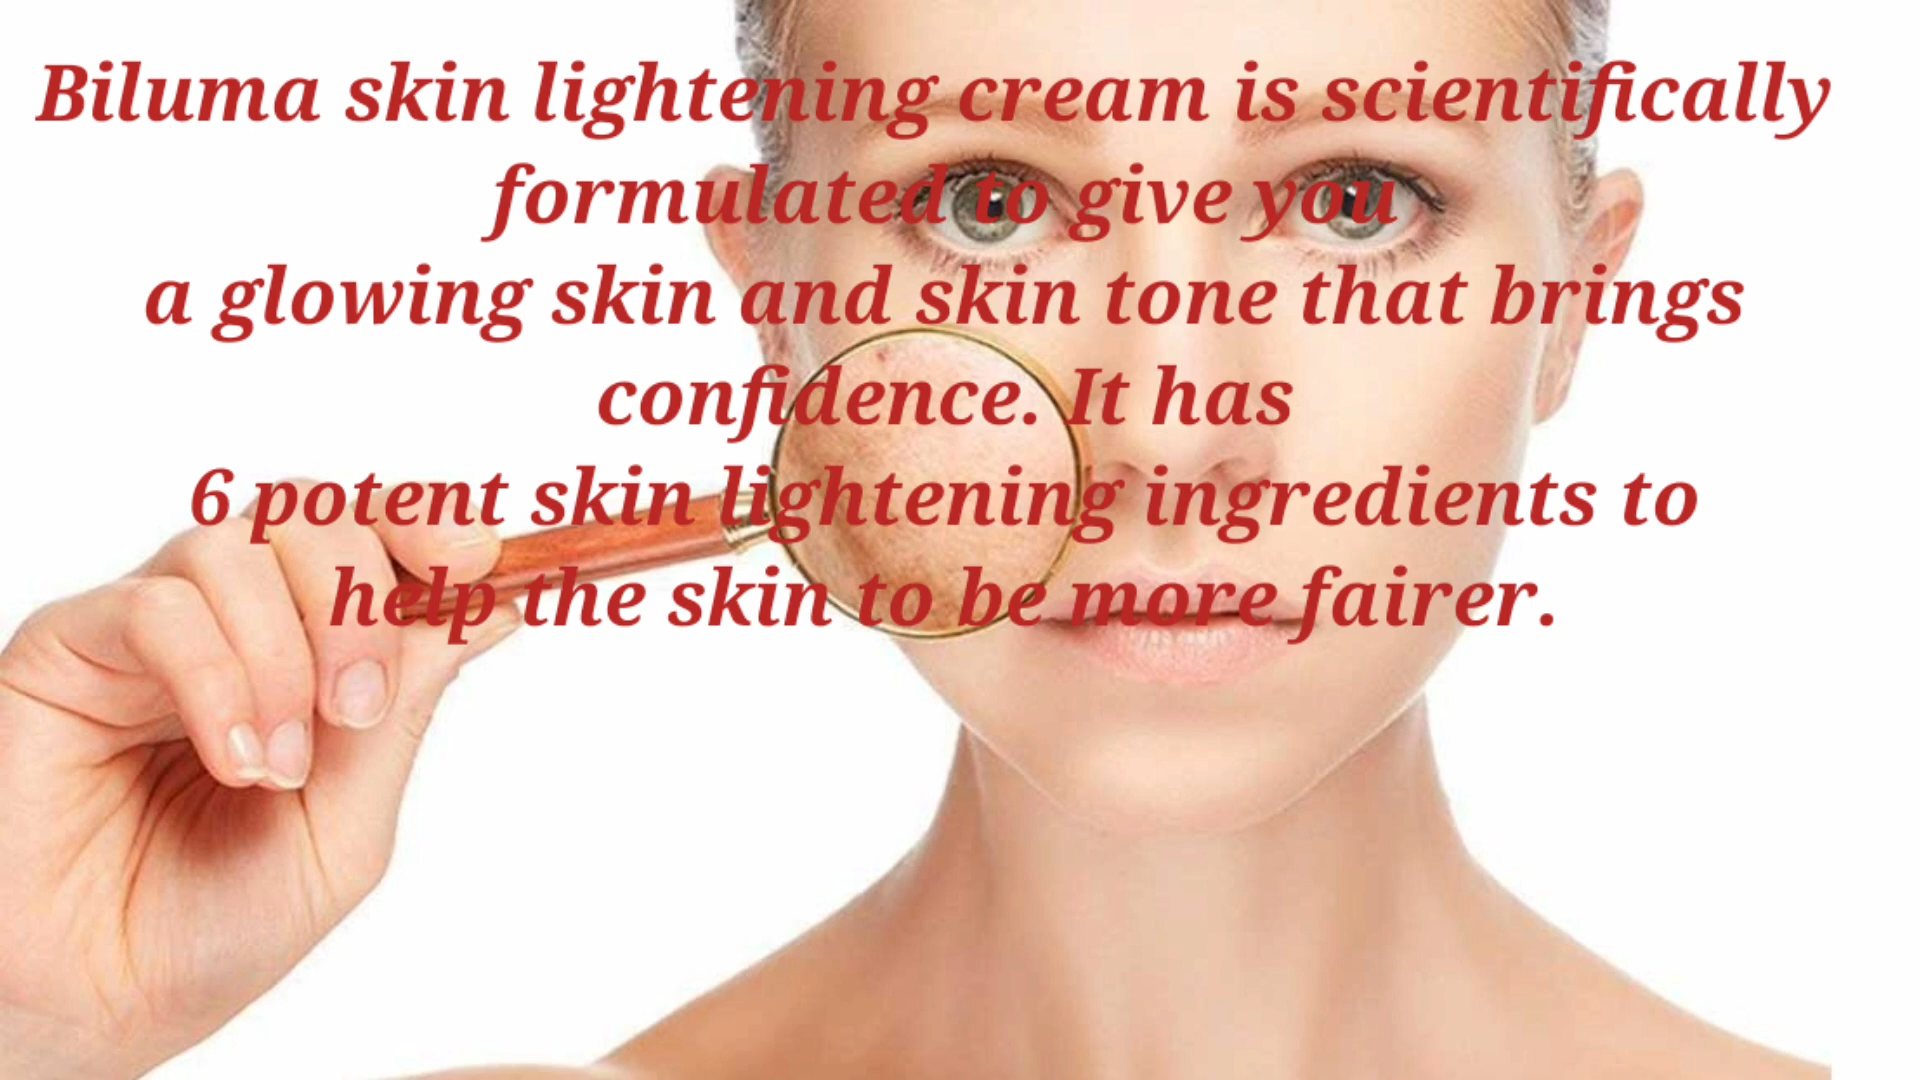 Biluma skin lightening cream is scientifically
formulated to give you
a glowing skin and skin tone that brings
confidence. It has
6 potent skin lightening ingredients to
help the skin to be more fairer.